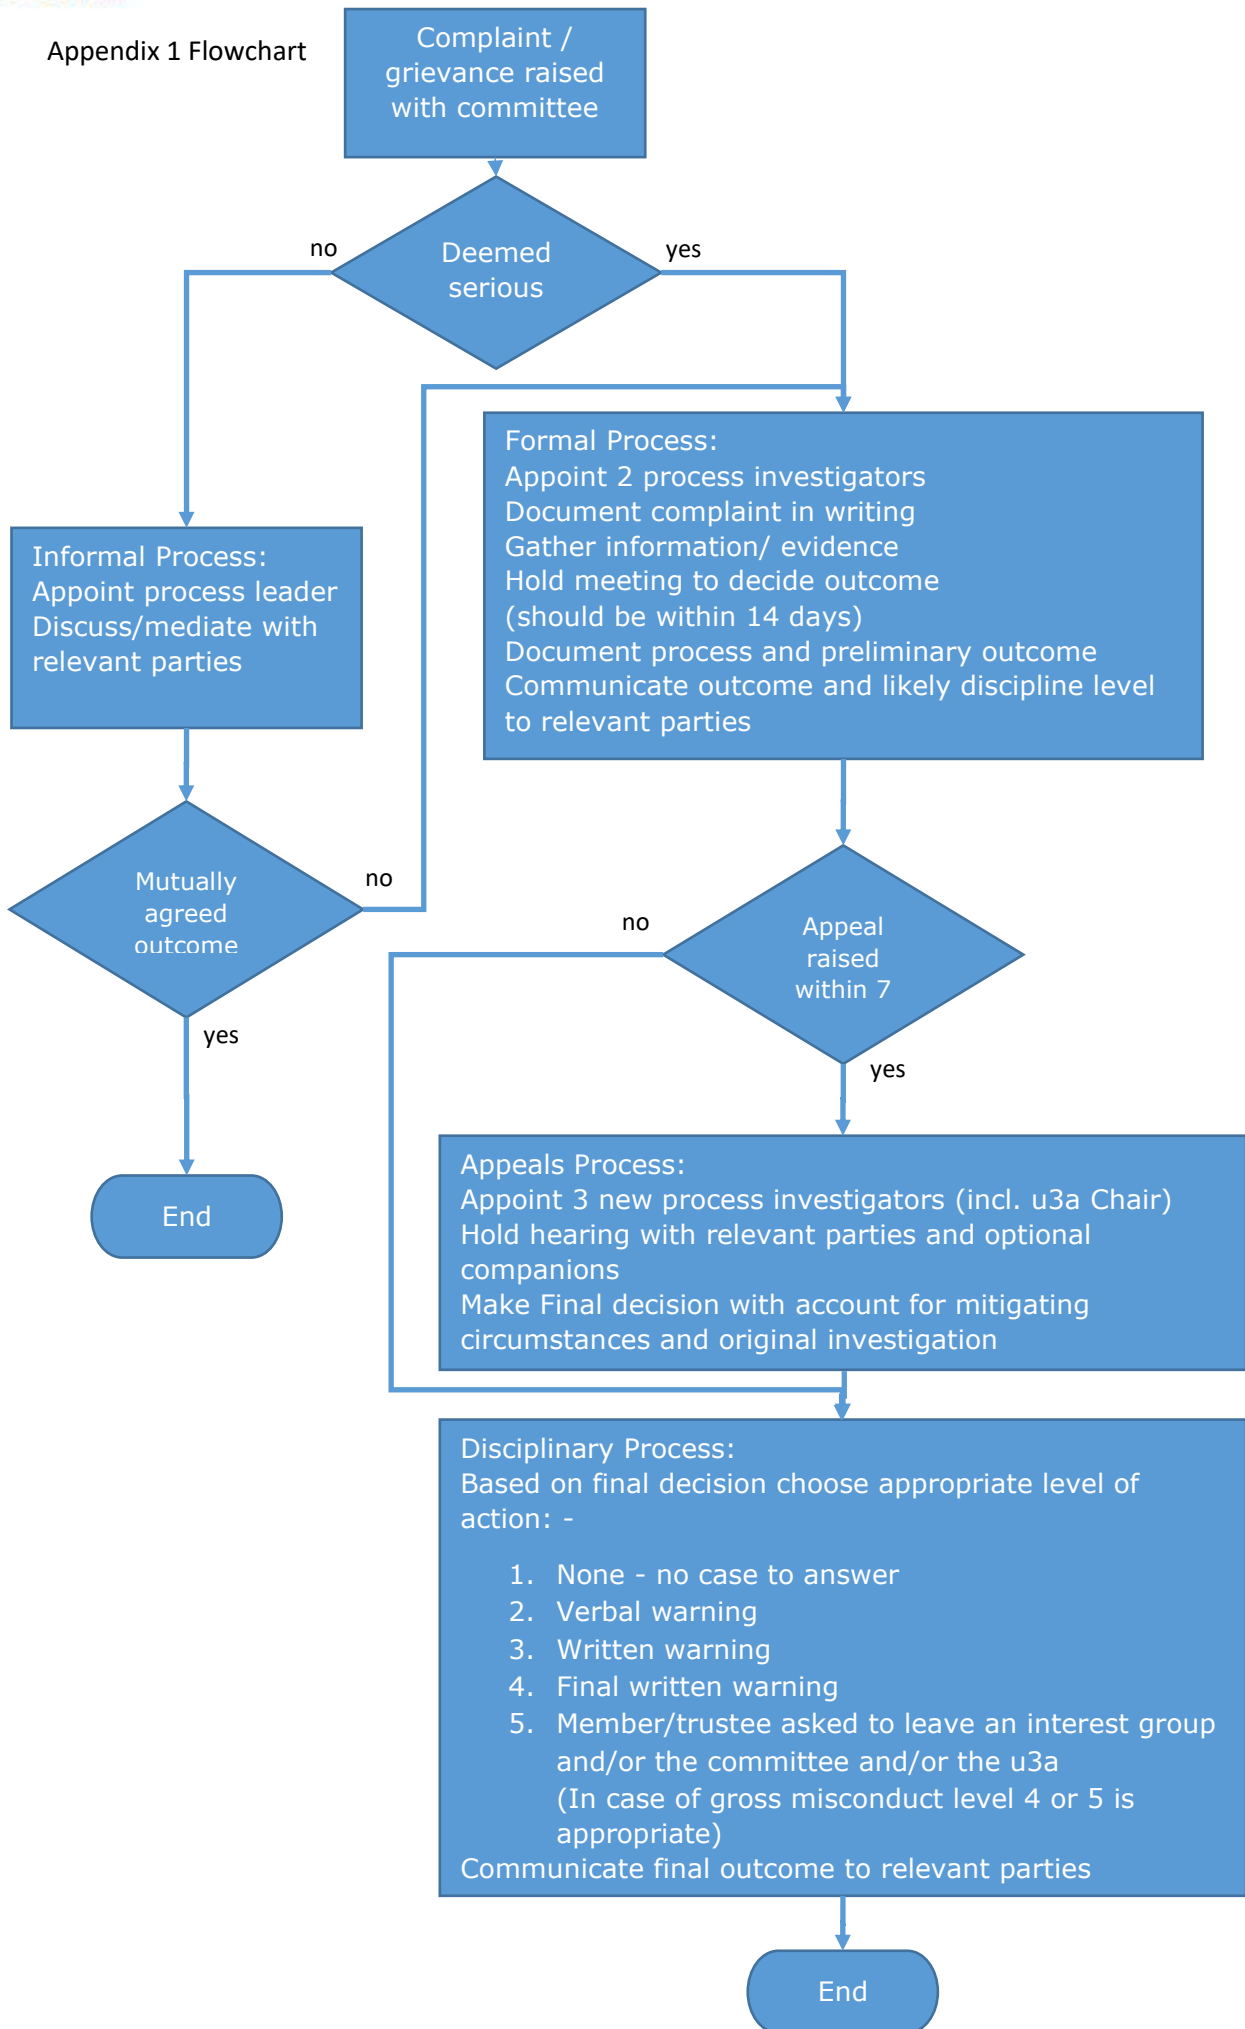 Appendix 1 Flowchart
Complaint /
grievance raised
with committee
no
Deemed
serious
yes
Formal Process:
Appoint 2 process investigators
Document complaint in writing
Gather information/ evidence
Hold meeting to decide outcome
(should be within 14 days)
Document process and preliminary outcome
Communicate outcome and likely discipline level
to relevant parties
Informal Process:
Appoint process leader
Discuss/mediate with
relevant parties
Mutually
agreed
outcome
no
yes
End
no
Appeal
raised
within 7
yes
Appeals Process:
Appoint 3 new process investigators (incl. u3a Chair)
Hold hearing with relevant parties and optional
companions
Make Final decision with account for mitigating
circumstances and original investigation
Disciplinary Process:
Based on final decision choose appropriate level of
action: -
1. None - no case to answer
2. Verbal warning
3. Written warning
4. Final written warning
5. Member/trustee asked to leave an interest group
and/or the committee and/or the u3a
(In case of gross misconduct level 4 or 5 is
appropriate)
Communicate final outcome to relevant parties
End